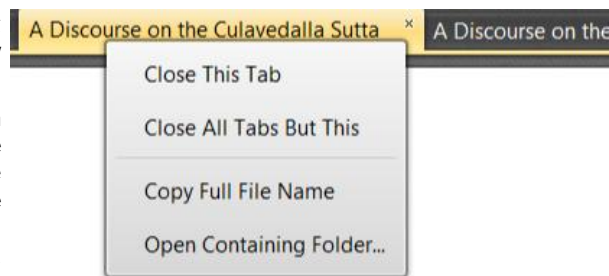 A Discourse on the Culavedalla Sutta × A Discourse on the
Close This Tab
Close All Tabs But This
Copy Full File Name
Open Containing Folder...